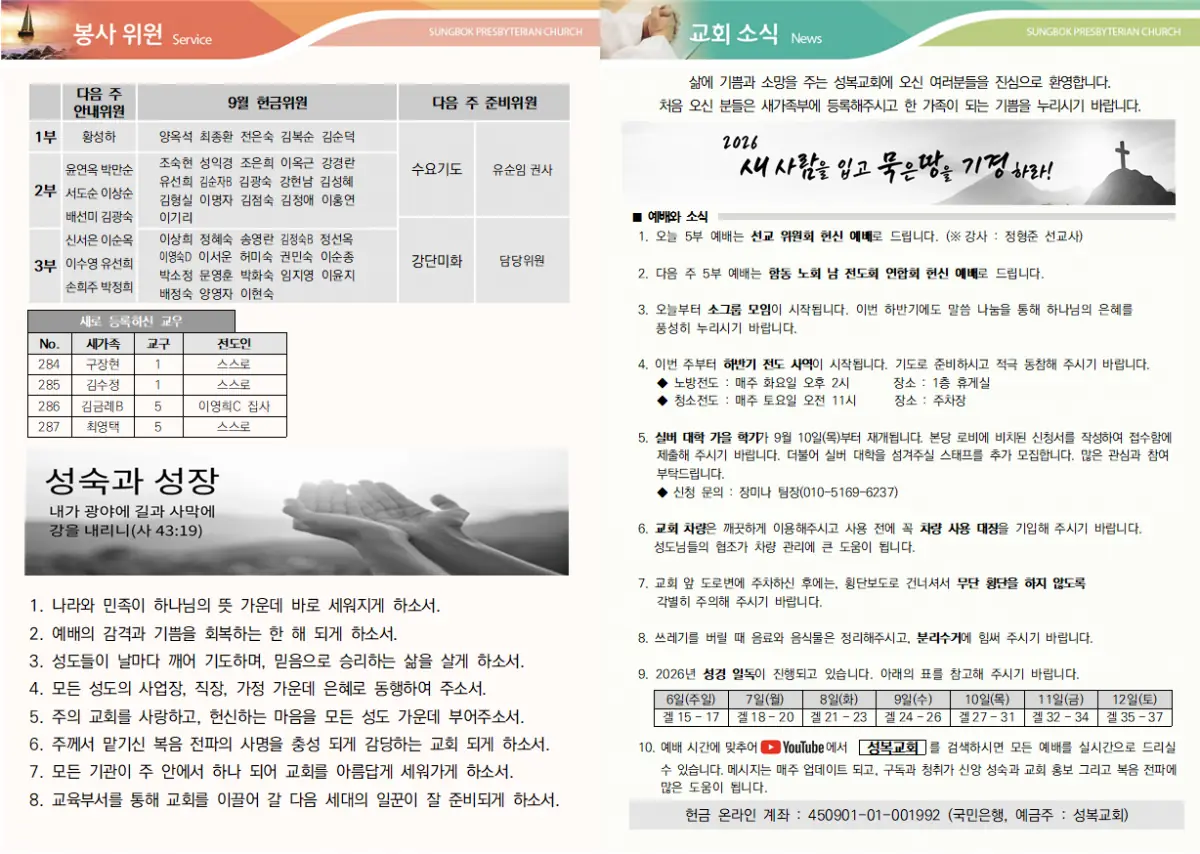 봉사 위원 Service
SUNGBOK PRESBYTERIAN CHURCH
다음 주
안내위원
9월 헌금위원
다음 주 준비위원
1부
황성하
양옥석 최종환 전은숙 김복순 김순덕
2부
윤연옥 박만순
서도순 이상순
배선미 김광숙
조숙현 성익경 조은희 이옥근 강경란
유선희 김순자B 김광숙 강현남 김성혜
김형실 이명자 김점숙 김정애 이홍연
이기리
3부
신서은 이순옥
이수영 유선희
손희주 박정희
이상희 정혜숙 송영란 김정숙B 정선옥
이영숙D 이서운 허미숙 권민숙 이순종
박소정 문영훈 박화숙 임지영 이윤지
배정숙 양영자 이현숙
수요기도
유순임 권사
강단미화
담당위원
새로 등록하신 교우
No. 새가족 교구 전도인
284 구장현 1 스스로
285 김수정 1 스스로
286 김금례B 5 이영희C 집사
287 최영택 5 스스로
성숙과 성장
내가 광야에 길과 사막에
강을 내리니(사 43:19)
1. 나라와 민족이 하나님의 뜻 가운데 바로 세워지게 하소서.
2. 예배의 감격과 기쁨을 회복하는 한 해 되게 하소서.
3. 성도들이 날마다 깨어 기도하며, 믿음으로 승리하는 삶을 살게 하소서.
4. 모든 성도의 사업장, 직장, 가정 가운데 은혜로 동행하여 주소서.
5. 주의 교회를 사랑하고, 헌신하는 마음을 모든 성도 가운데 부어주소서.
6. 주께서 맡기신 복음 전파의 사명을 충성 되게 감당하는 교회 되게 하소서.
7. 모든 기관이 주 안에서 하나 되어 교회를 아름답게 세워가게 하소서.
8. 교육부서를 통해 교회를 이끌어 갈 다음 세대의 일꾼이 잘 준비되게 하소서.
교회 소식 News
SUNGBOK PRESBYTERIAN CHURCH
삶에 기쁨과 소망을 주는 성복교회에 오신 여러분들을 진심으로 환영합니다.
처음 오신 분들은 새가족부에 등록해주시고 한 가족이 되는 기쁨을 누리시기 바랍니다.
2026
새 사람을 입고 묵은땅을 기경하라!
■ 예배와 소식
1. 오늘 5부 예배는 선교 위원회 헌신 예배로 드립니다. (※ 강사 : 정형준 선교사)
2. 다음 주 5부 예배는 함동 노회 남 전도회 연합회 헌신 예배로 드립니다.
3. 오늘부터 소그룹 모임이 시작됩니다. 이번 하반기에도 말씀 나눔을 통해 하나님의 은혜를
풍성히 누리시기 바랍니다.
4. 이번 주부터 하반기 전도 사역이 시작됩니다. 기도로 준비하시고 적극 동참해 주시기 바랍니다.
◆ 노방전도 : 매주 화요일 오후 2시 장소 : 1층 휴게실
◆ 청소전도 : 매주 토요일 오전 11시 장소 : 주차장
5. 실버 대학 가을 학기가 9월 10일(목)부터 재개됩니다. 본당 로비에 비치된 신청서를 작성하여 접수함에
제출해 주시기 바랍니다. 더불어 실버 대학을 섬겨주실 스태프를 추가 모집합니다. 많은 관심과 참여
부탁드립니다.
◆ 신청 문의 : 장미나 팀장(010-5169-6237)
6. 교회 차량은 깨끗하게 이용해주시고 사용 전에 꼭 차량 사용 대장을 기입해 주시기 바랍니다.
성도님들의 협조가 차량 관리에 큰 도움이 됩니다.
7. 교회 앞 도로변에 주차하신 후에는, 횡단보도로 건너셔서 무단 횡단을 하지 않도록
각별히 주의해 주시기 바랍니다.
8. 쓰레기를 버릴 때 음료와 음식물은 정리해주시고, 분리수거에 힘써 주시기 바랍니다.
9. 2026년 성경 일독이 진행되고 있습니다. 아래의 표를 참고해 주시기 바랍니다.
6일(주일) 7일(월) 8일(화) 9일(수) 10일(목) 11일(금) 12일(토)
겔 15 - 17 겔 18 - 20 겔 21 - 23 겔 24 - 26 겔 27 - 31 겔 32 - 34 겔 35 - 37
10. 예배 시간에 맞추어 YouTube에서 성복교회 를 검색하시면 모든 예배를 실시간으로 드리실
수 있습니다. 메시지는 매주 업데이트 되고, 구독과 청취가 신앙 성숙과 교회 홍보 그리고 복음 전파에
많은 도움이 됩니다.
헌금 온라인 계좌 : 450901-01-001992 (국민은행, 예금주 : 성복교회)